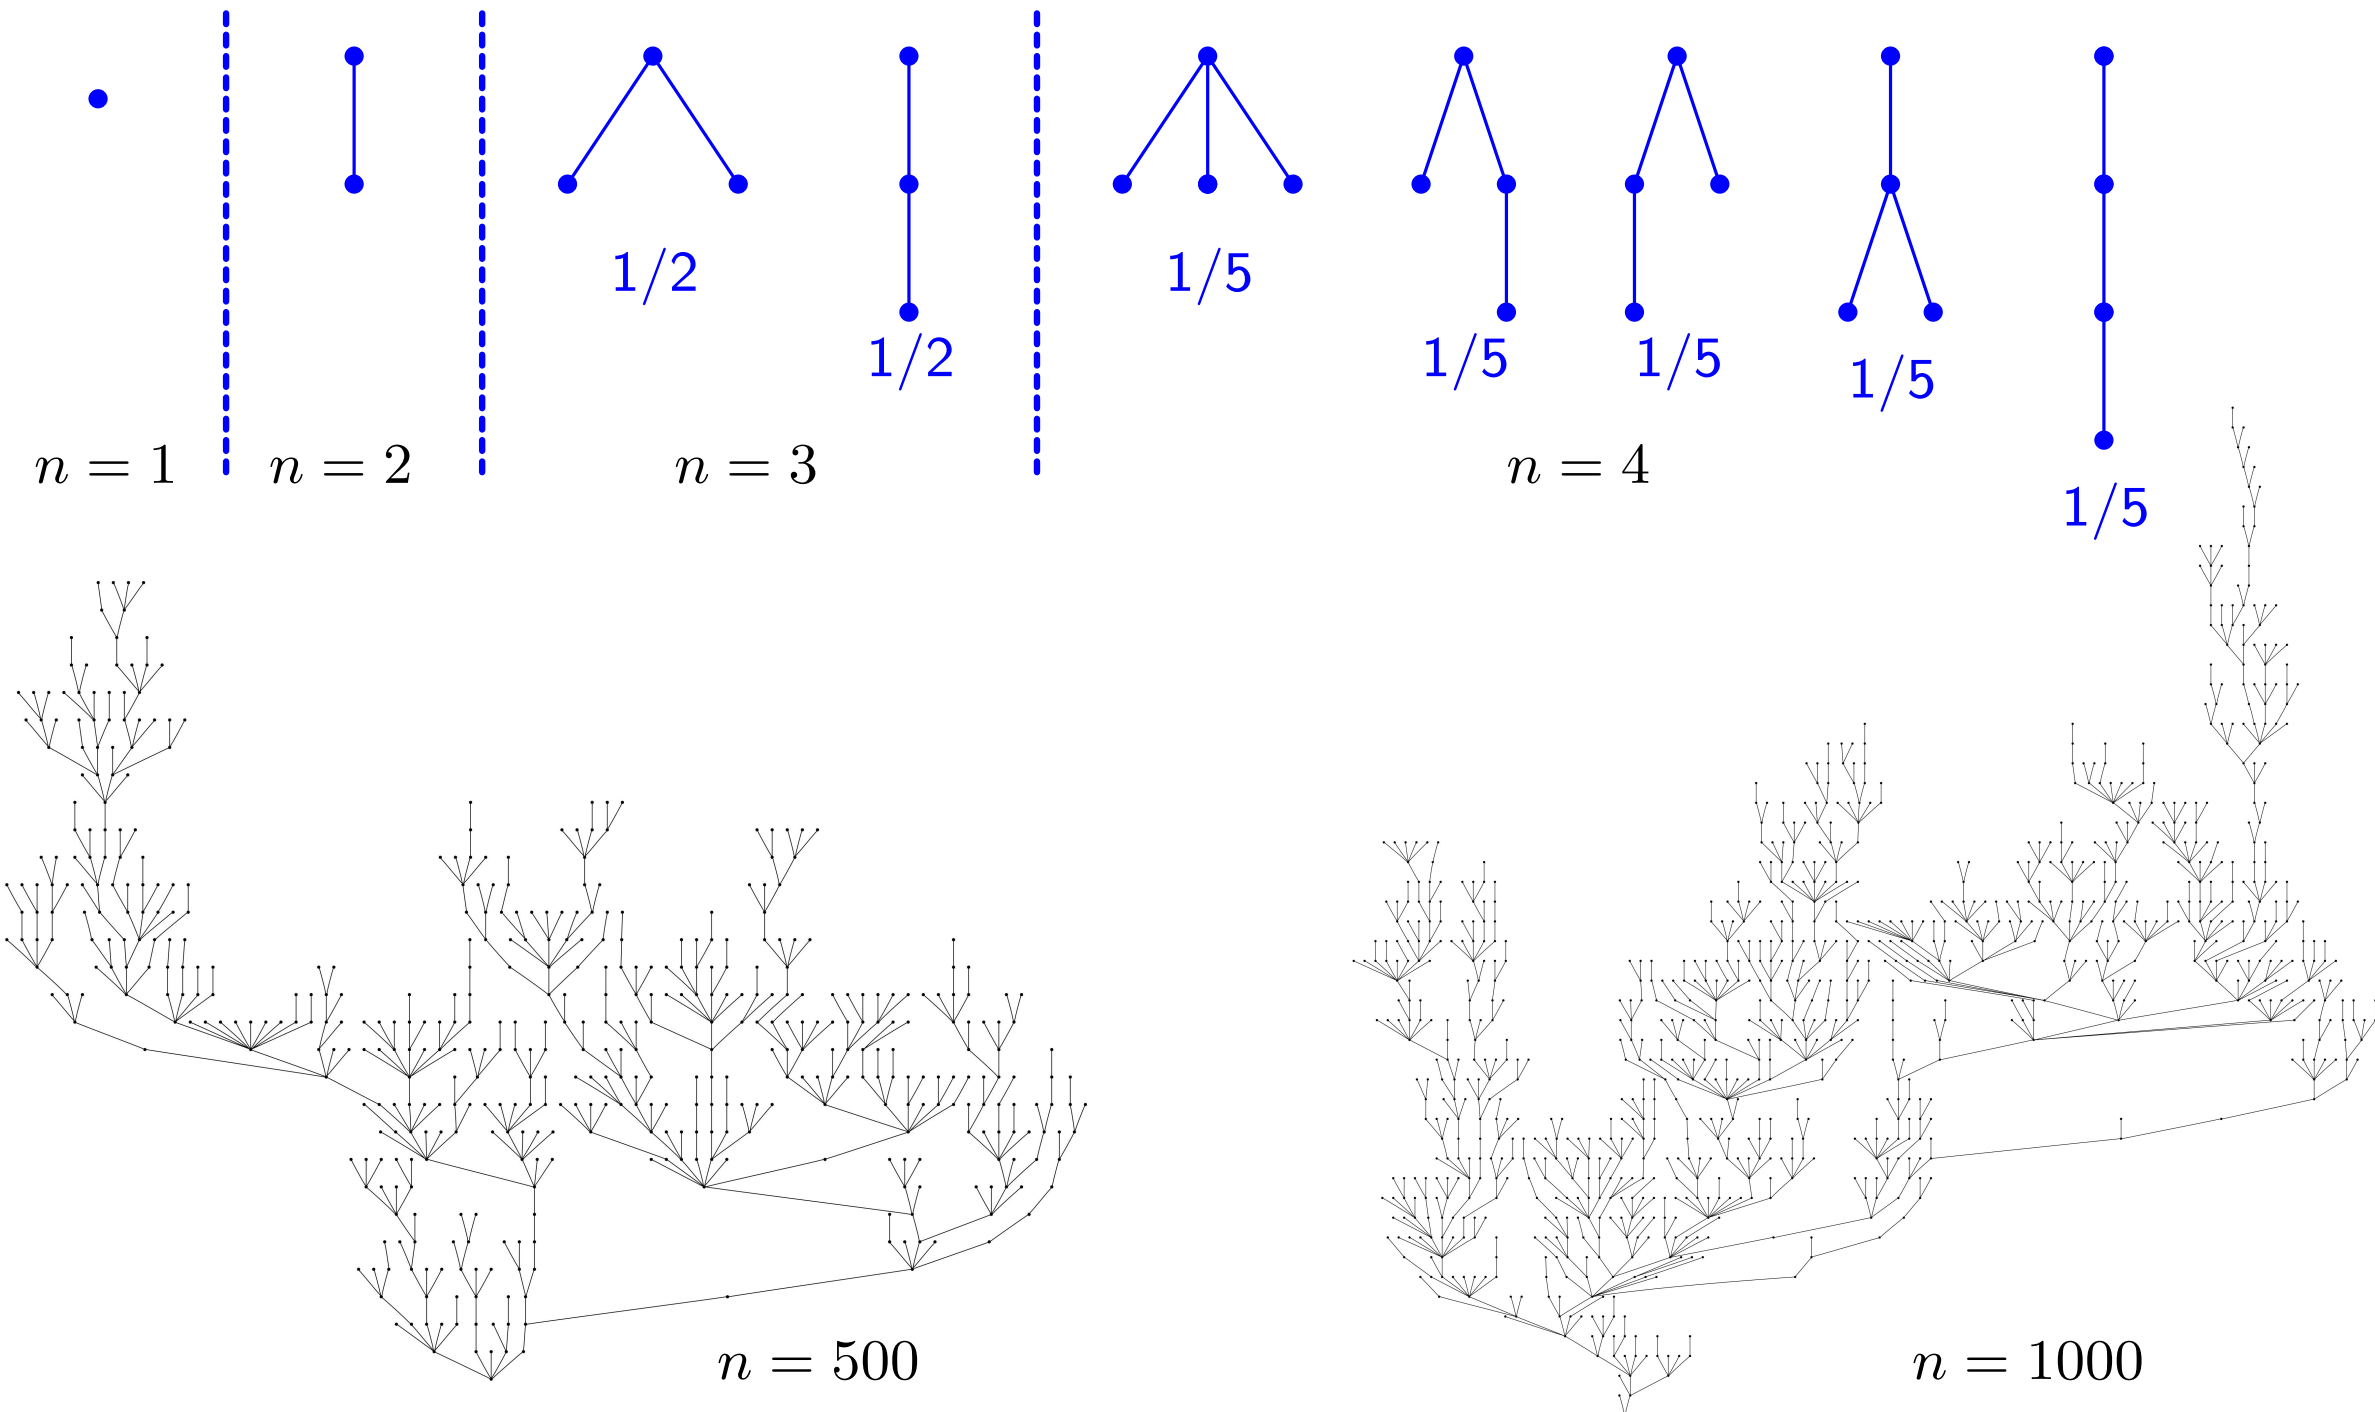 1/2
1/2
1/5
1/5
1/5
1/5
1/5
n = 1
n = 2
n = 3
n = 4
n = 500
n = 1000